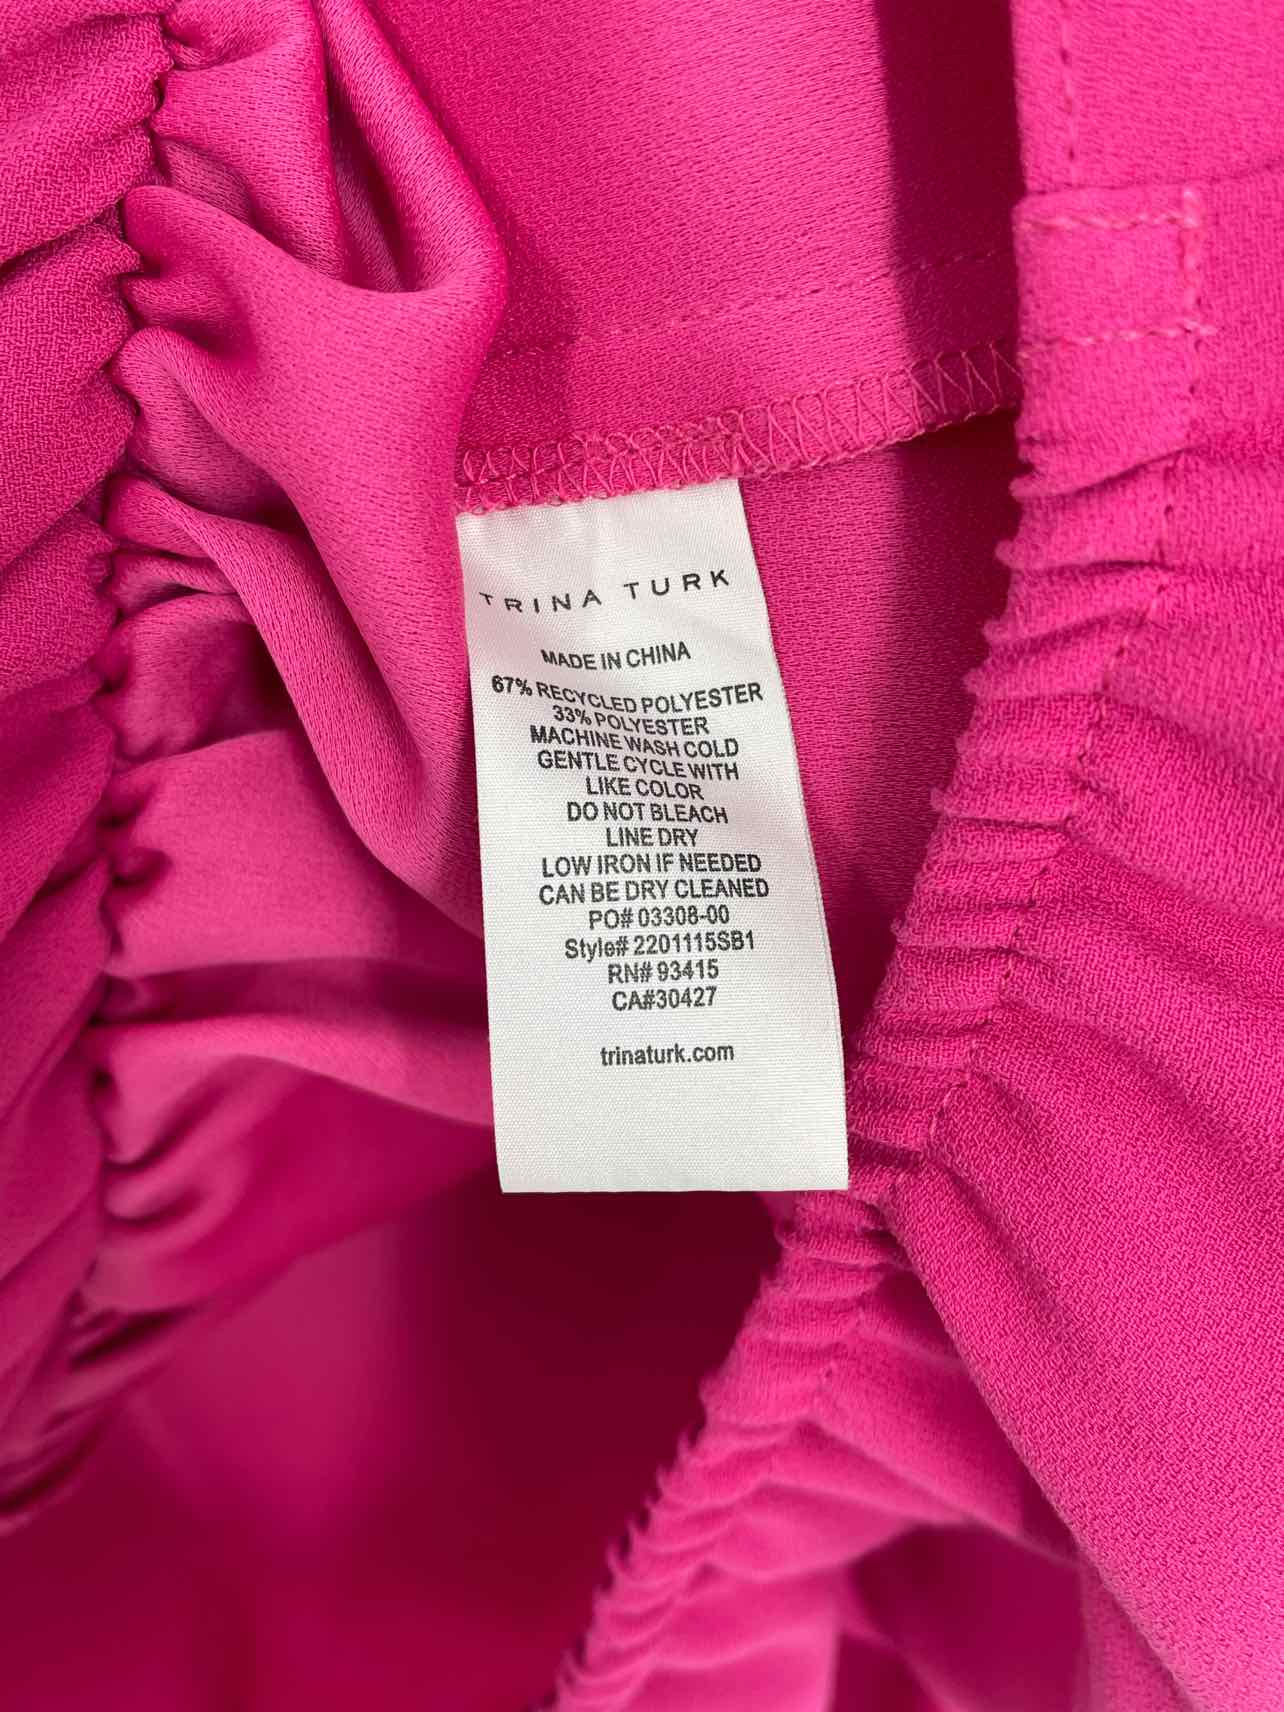 TRINA TURK
MADE IN CHINA
67% RECYCLED POLYESTER
33% POLYESTER
MACHINE WASH COLD
GENTLE CYCLE WITH
LIKE COLOR
DO NOT BLEACH
LINE DRY
LOW IRON IF NEEDED
CAN BE DRY CLEANED
PO# 03308-00
Style# 2201115SB1
RN# 93415
CA#30427
trinaturk.com